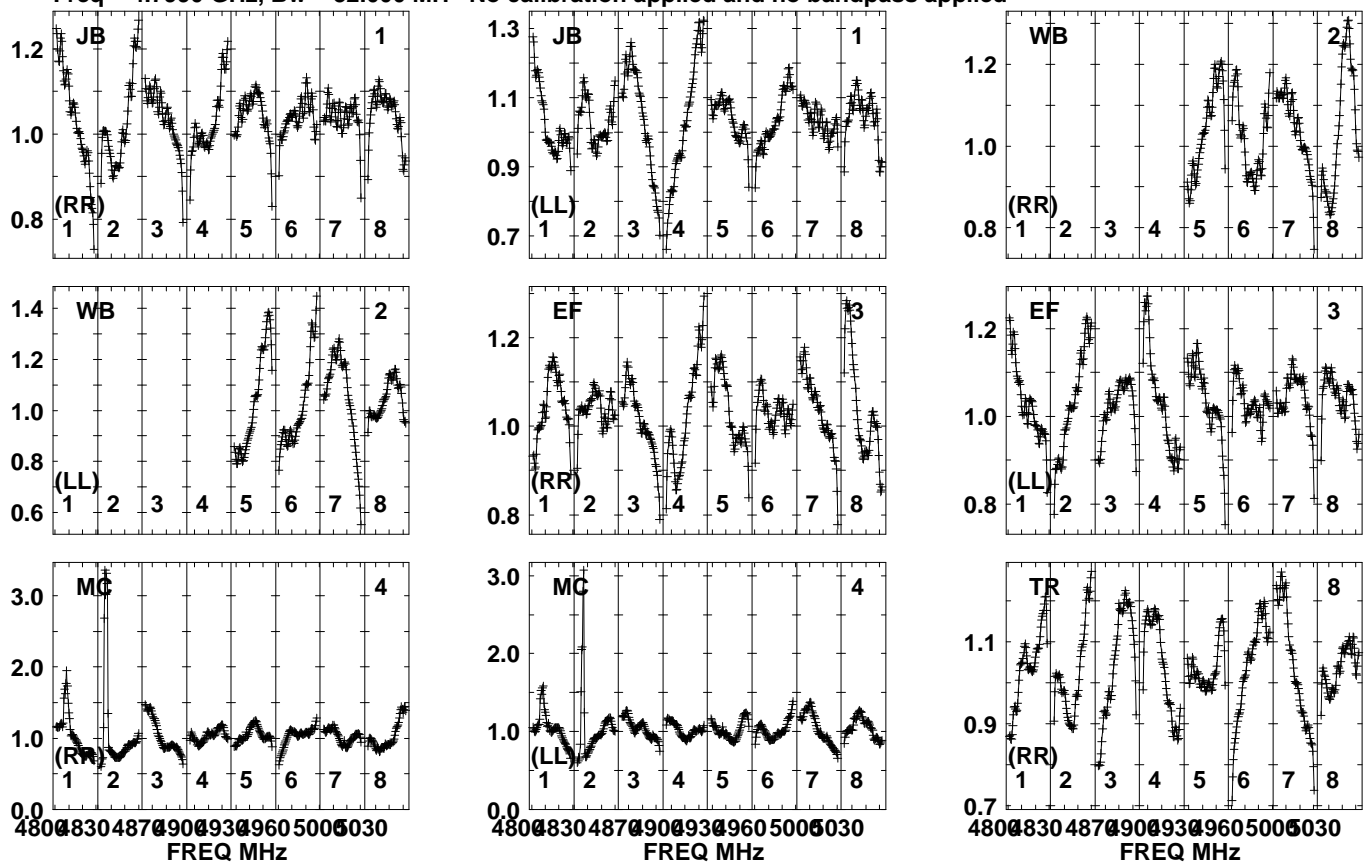 Freq GHz, Bw = 32.000 MH No calibration applied and no bandpass applied
1.2 JB 1
1.0
0.8 (RR)
1 2 3 4 5 6 7 8
1.3 JB 1
1.1
0.9
0.7 (LL)
1 2 3 4 5 6 7 8
1.2 WB 2
1.0
0.8 (RR)
1 2 3 4 5 6 7 8
1.4 WB 2
1.2
1.0
0.8
0.6 (LL)
1 2 3 4 5 6 7 8
1.2 EF 3
1.0
0.8 (RR)
1 2 3 4 5 6 7 8
1.2 EF 3
1.0
0.8 (LL)
1 2 3 4 5 6 7 8
3.0 MC 4
2.0
1.0 (RR)
0.0
1 2 3 4 5 6 7 8
3.0 MC 4
2.0
1.0 (LL)
0.0
1 2 3 4 5 6 7 8
TR 8
1.1
0.9
0.7 (RR)
1 2 3 4 5 6 7 8
4800 4830 4870 4900 4930 4960 5000 5030
FREQ MHz
4800 4830 4870 4900 4930 4960 5000 5030
FREQ MHz
4800 4830 4870 4900 4930 4960 5000 5030
FREQ MHz